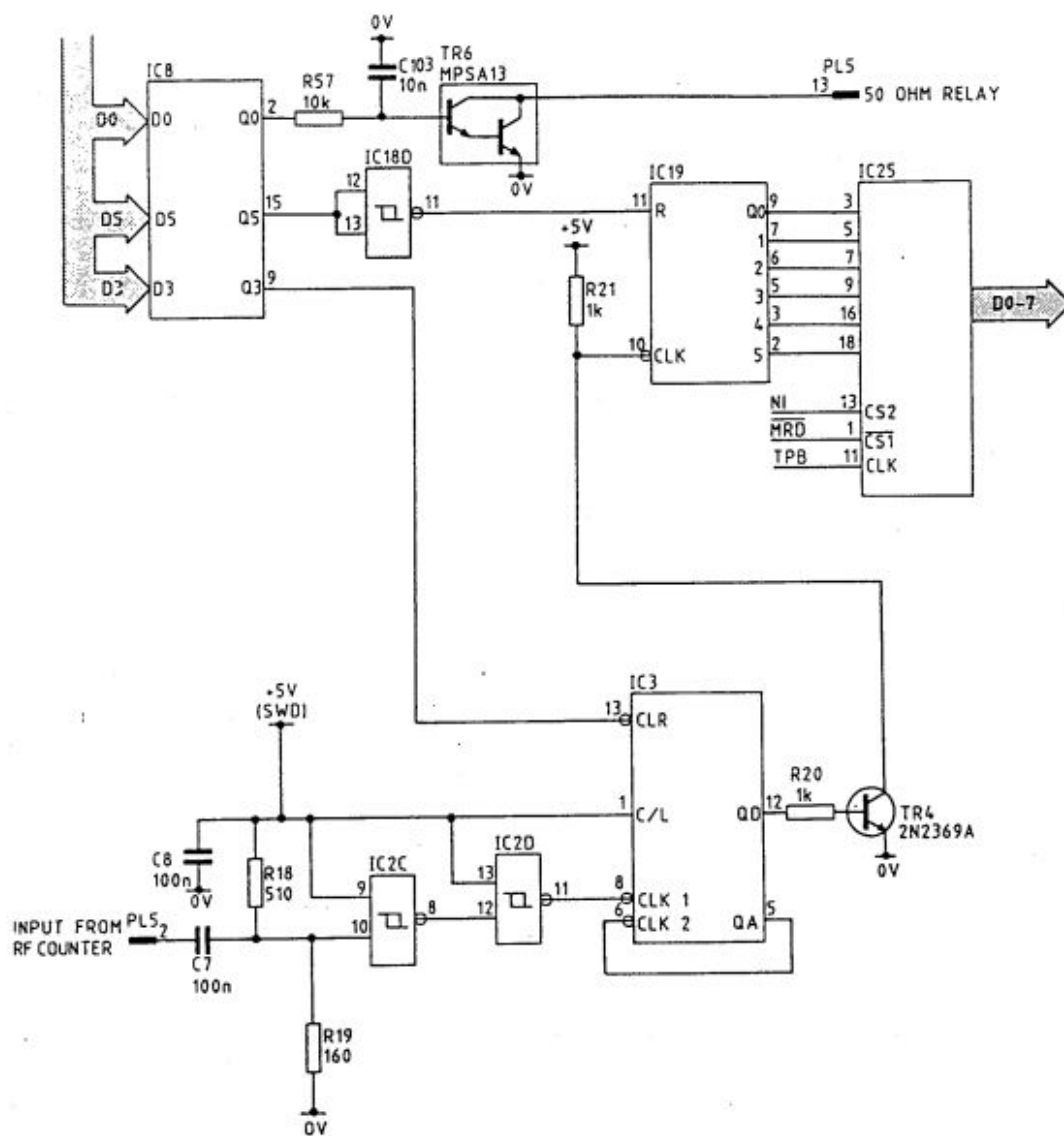 0V
IC8
C103
10n
TR6
MPSA13
PL5
13
50 OHM RELAY
R57
10k
2
D0
D0
Q0
0V
IC18D
12
13
11
15
D5
D5
Q5
IC19
11
R
Q0
9
1
7
2
6
3
5
4
3
5
2
IC25
3
5
7
9
16
18
D0-7
+5V
R21
1k
D3
D3
Q3
9
10
CLK
NI
13
CS2
MRD
1
CS1
TPB
11
CLK
+5V
(SWD)
IC3
13
CLR
1
C/L
QD
12
R20
1k
TR4
2N2369A
0V
C8
100n
0V
R18
510
IC2C
9
10
8
IC2D
13
12
11
8
CLK 1
6
CLK 2
QA
5
INPUT FROM
RF COUNTER
PL5
2
C7
100n
R19
160
0V